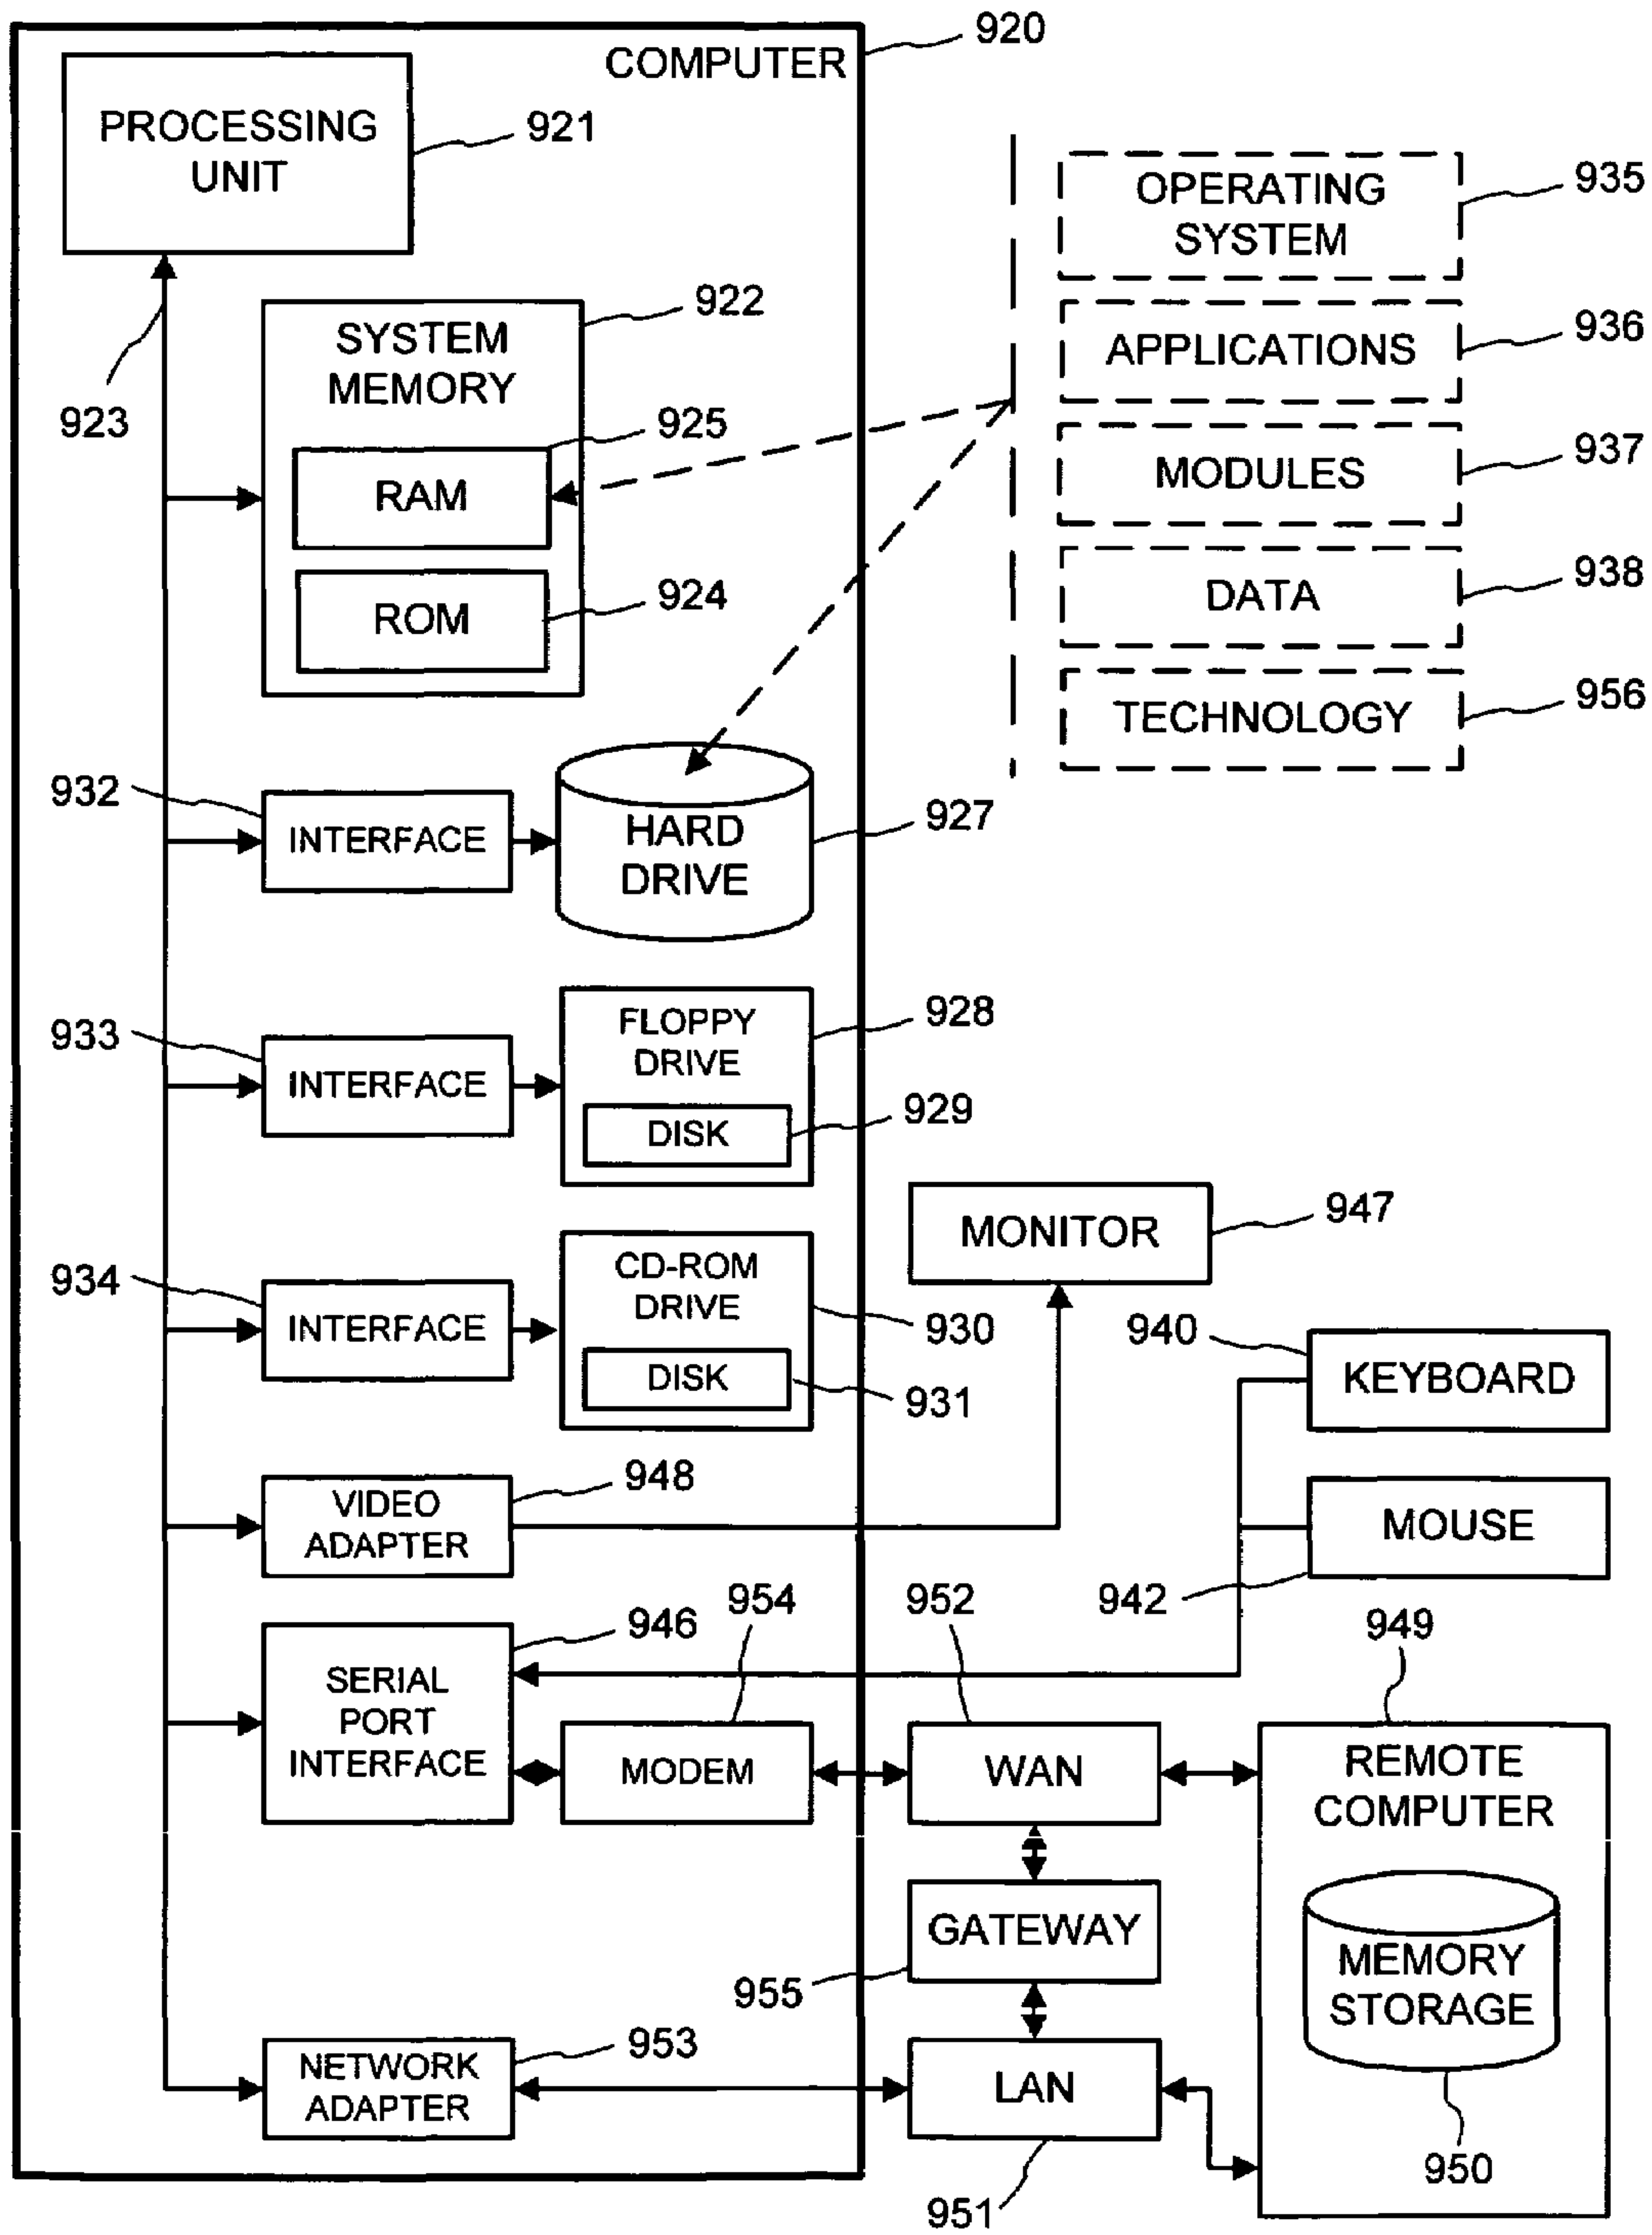 920
COMPUTER
PROCESSING
UNIT
921
935
OPERATING
SYSTEM
922
SYSTEM
MEMORY
936
APPLICATIONS
923
925
RAM
937
MODULES
924
ROM
938
DATA
956
TECHNOLOGY
932
INTERFACE
HARD
DRIVE
927
933
INTERFACE
FLOPPY
DRIVE
928
DISK
929
MONITOR
947
934
INTERFACE
CD-ROM
DRIVE
930
DISK
931
940
KEYBOARD
948
VIDEO
ADAPTER
MOUSE
942
954
952
949
946
SERIAL
PORT
INTERFACE
MODEM
WAN
REMOTE
COMPUTER
GATEWAY
955
MEMORY
STORAGE
953
NETWORK
ADAPTER
LAN
950
951